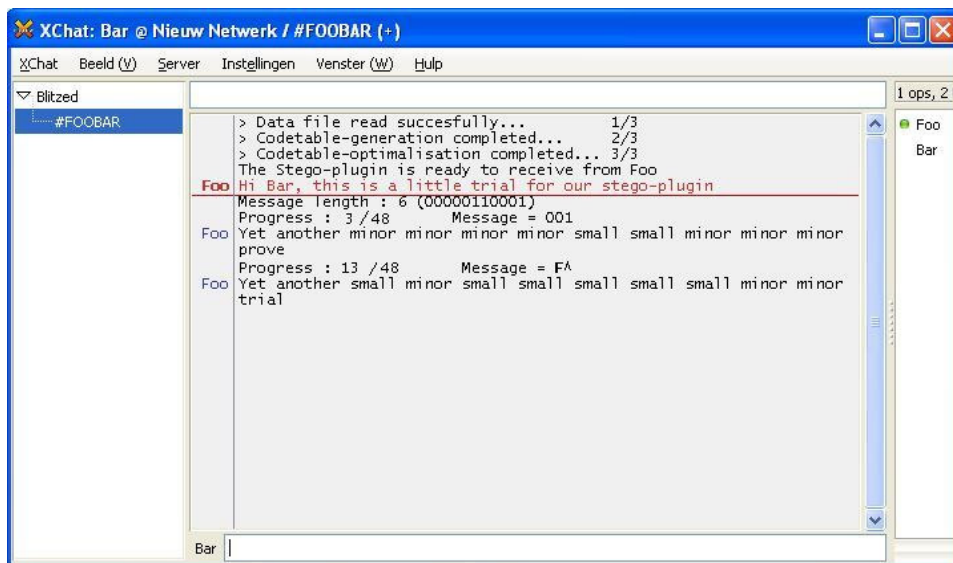 XChat: Bar @ Nieuw Netwerk / #FOOBAR (+)
XChat Beeld (V) Server Instellingen Venster (W) Hulp
Blitzed
#FOOBAR
1 ops, 2
Foo
Bar
> Data file read succesfully... 1/3
> Codetable-generation completed... 2/3
> Codetable-optimalisation completed... 3/3
The Stego-plugin is ready to receive from Foo
Foo Hi Bar, this is a little trial for our stego-plugin
Message length : 6 (00000110001)
Progress : 3 /48 Message = 001
Foo Yet another minor minor minor minor small small minor minor minor
prove
Progress : 13 /48 Message = F^
Foo Yet another small minor small small small small small minor minor
trial
Bar